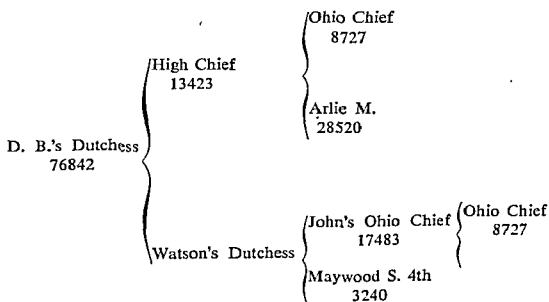 Ohio Chief
8727
High Chief
13423
Arlie M.
28520
D. B.'s Dutchess
76842
John's Ohio Chief
17483
Ohio Chief
8727
Watson's Dutchess
Maywood S. 4th
3240